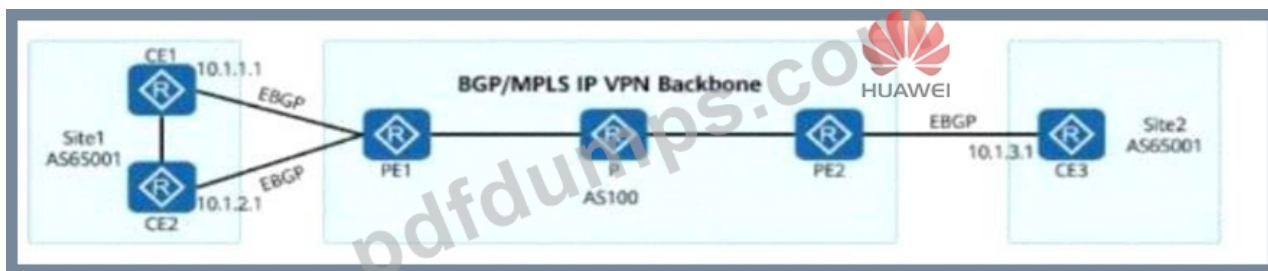 CE1
10.1.1.1
EBGP
BGP/MPLS IP VPN Backbone
HUAWEI
Site1
AS65001
R
R
R
R
R
R
PE1
P
PE2
EBGP
10.1.3.1
CE3
Site2
AS65001
AS100
EBGP
10.1.2.1
CE2
pdfdumps.com